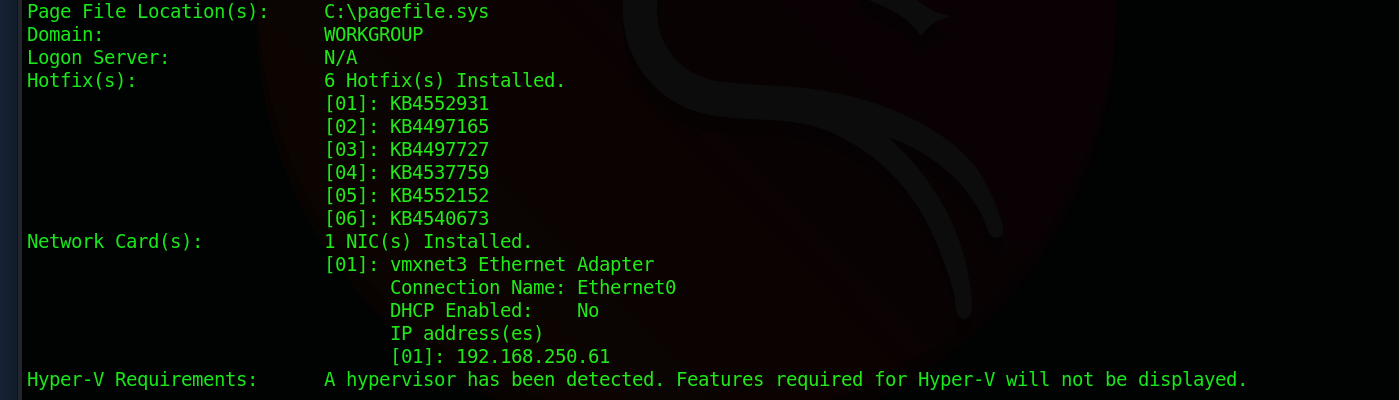 Page File Location(s): C:\pagefile.sys
Domain: WORKGROUP
Logon Server: N/A
Hotfix(s): 6 Hotfix(s) Installed.
[01]: KB4552931
[02]: KB4497165
[03]: KB4497727
[04]: KB4537759
[05]: KB4552152
[06]: KB4540673
Network Card(s): 1 NIC(s) Installed.
[01]: vmxnet3 Ethernet Adapter
Connection Name: Ethernet0
DHCP Enabled: No
IP address(es)
[01]: 192.168.250.61
Hyper-V Requirements: A hypervisor has been detected. Features required for Hyper-V will not be displayed.